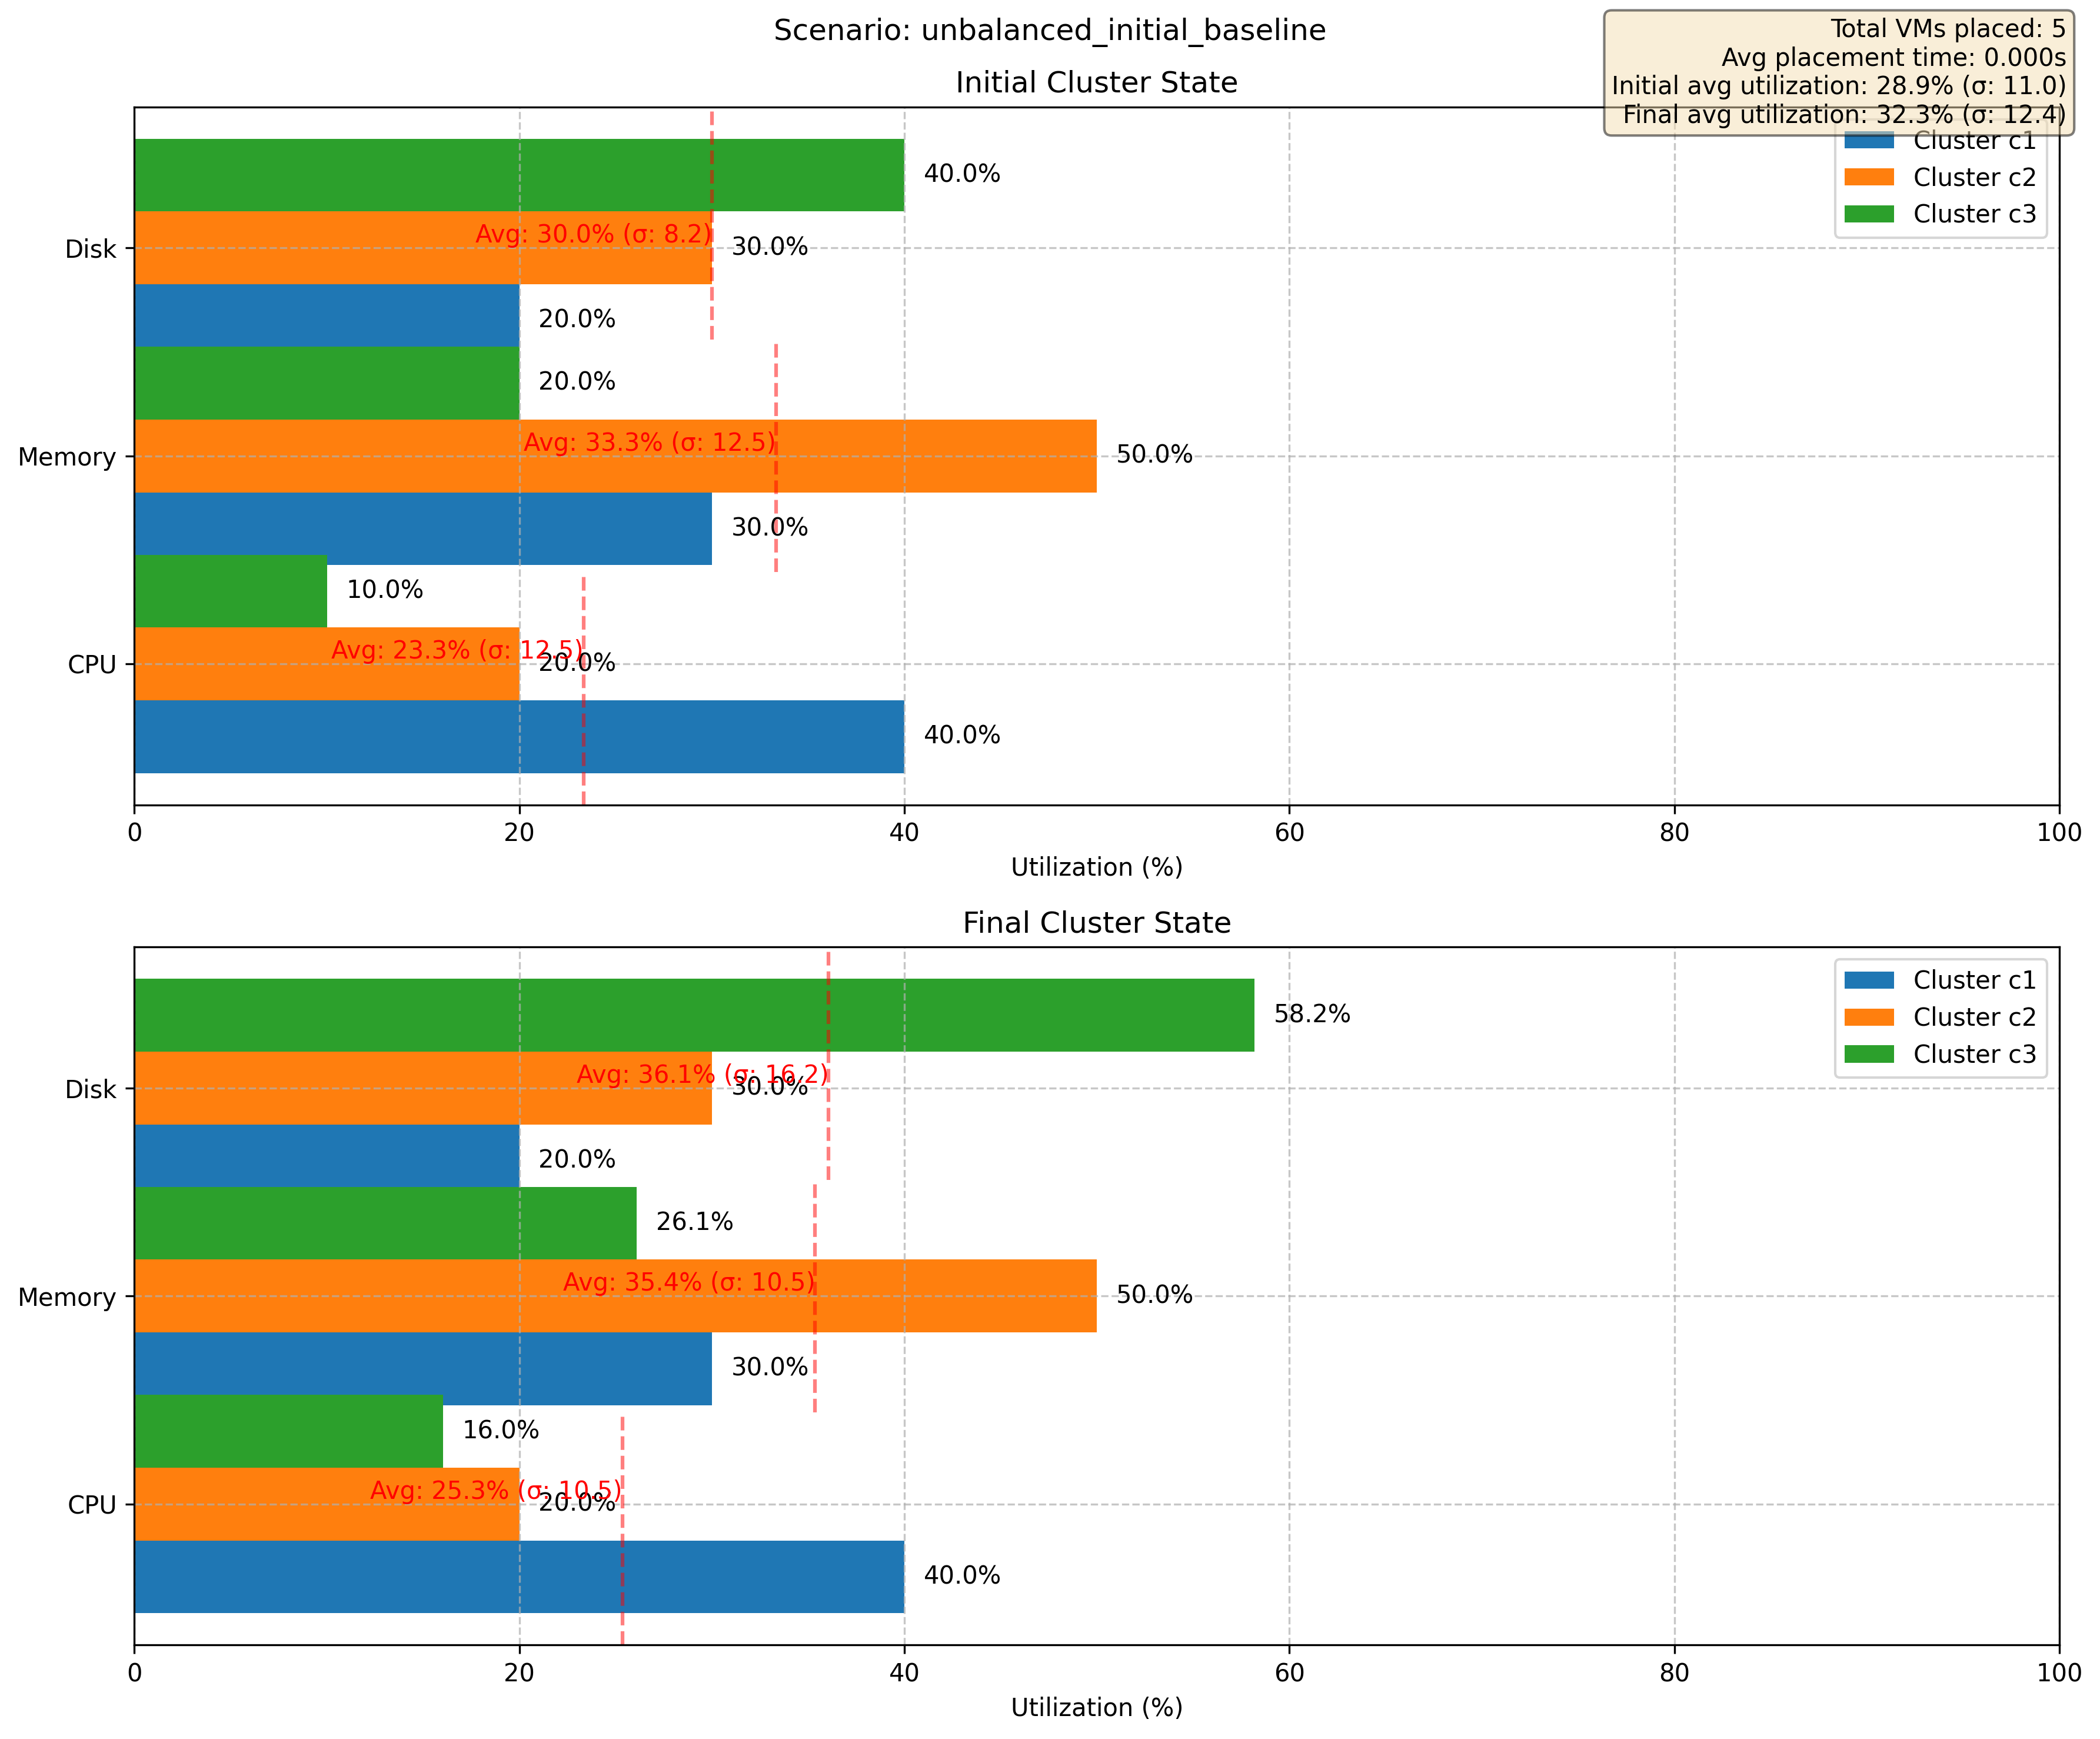 Scenario: unbalanced_initial_baseline
Total VMs placed: 5
Avg placement time: 0.000s
Initial avg utilization: 28.9% (σ: 11.0)
Final avg utilization: 32.3% (σ: 12.4)
Initial Cluster State
Cluster c1
Cluster c2
Cluster c3
40.0%
Disk
Avg: 30.0% (σ: 8.2)
30.0%
20.0%
20.0%
Memory
Avg: 33.3% (σ: 12.5)
50.0%
30.0%
10.0%
CPU
Avg: 23.3% (σ: 12.5)
20.0%
40.0%
0 20 40 60 80 100
Utilization (%)
Final Cluster State
Cluster c1
Cluster c2
Cluster c3
58.2%
Disk
Avg: 36.1% (σ: 16.2)
30.0%
20.0%
26.1%
Memory
Avg: 35.4% (σ: 10.5)
50.0%
30.0%
16.0%
CPU
Avg: 25.3% (σ: 10.5)
20.0%
40.0%
0 20 40 60 80 100
Utilization (%)